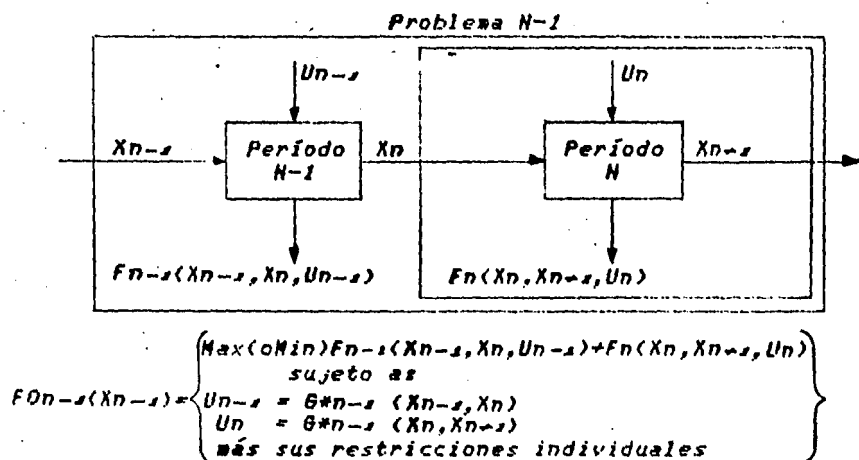 Problema N-1
Un-1 Un
Xn-1 Período N-1 Xn Período N Xn+1
Fn-1(Xn-1,Xn,Un-1) Fn(Xn,Xn+1,Un)
Max(oMin)Fn-1(Xn-1,Xn,Un-1)+Fn(Xn,Xn+1,Un)
sujeto a:
FOn-1(Xn-1)= Un-1 = G*n-1 (Xn-1,Xn)
Un = G*n-1 (Xn,Xn+1)
más sus restricciones individuales